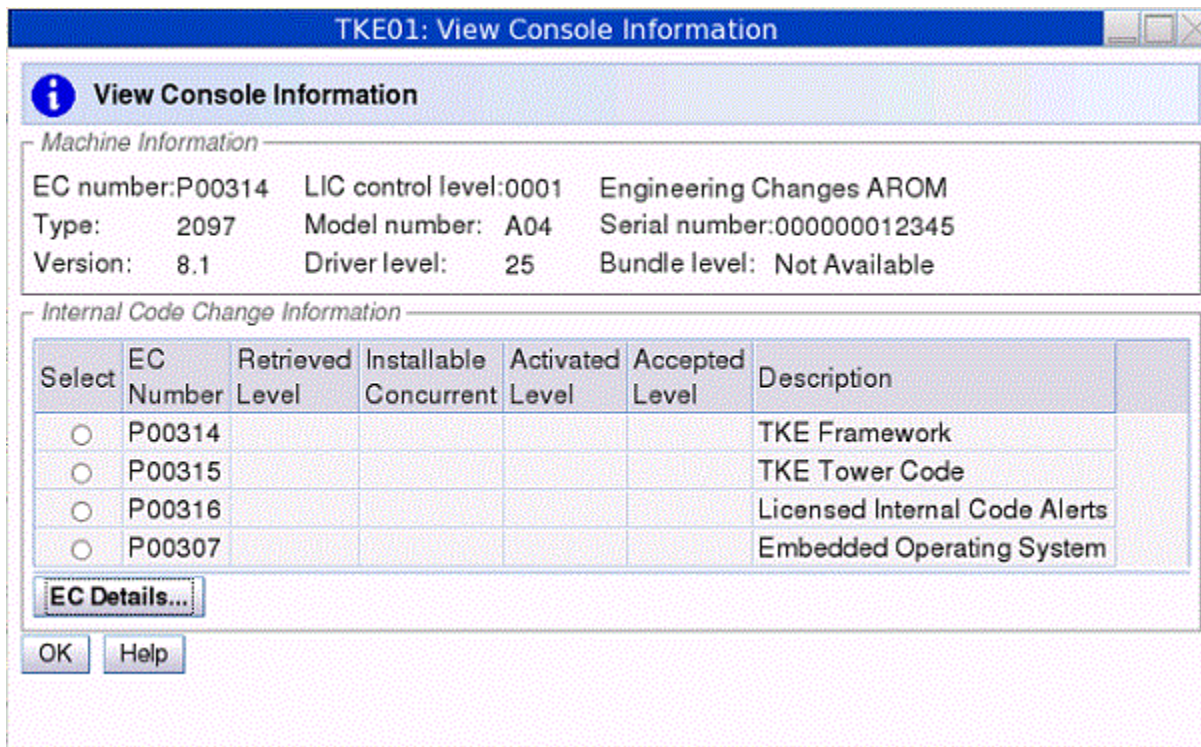 TKE01: View Console Information
View Console Information
Machine Information
EC number:P00314 LIC control level:0001 Engineering Changes AROM
Type: 2097 Model number: A04 Serial number:000000012345
Version: 8.1 Driver level: 25 Bundle level: Not Available
Internal Code Change Information
Select EC Number Retrieved Level Installable Concurrent Activated Level Accepted Level Description
P00314 TKE Framework
P00315 TKE Tower Code
P00316 Licensed Internal Code Alerts
P00307 Embedded Operating System
EC Details...
OK Help